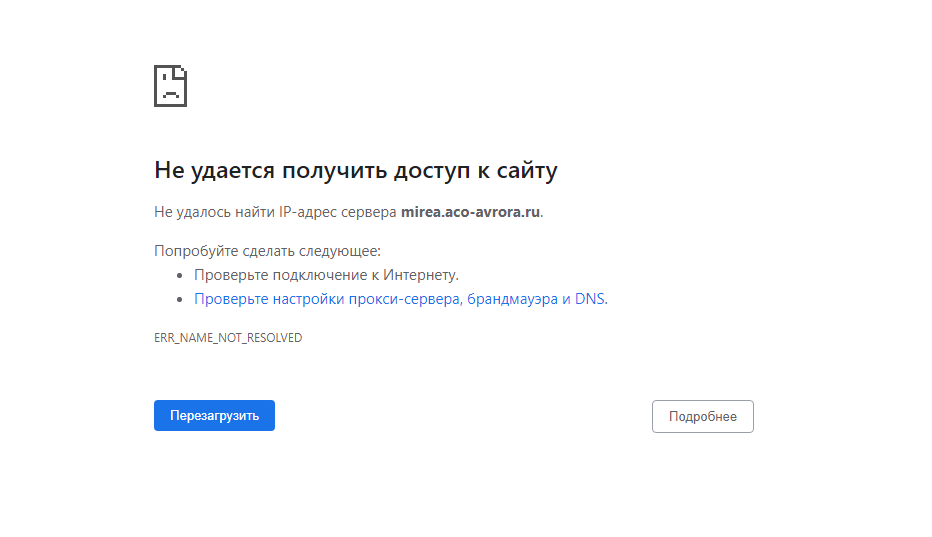 Не удается получить доступ к сайту
Не удалось найти IP-адрес сервера mirea.aco-avrora.ru.
Попробуйте сделать следующее:
Проверьте подключение к Интернету.
Проверьте настройки прокси-сервера, брандмауэра и DNS.
ERR_NAME_NOT_RESOLVED
Перезагрузить
Подробнее